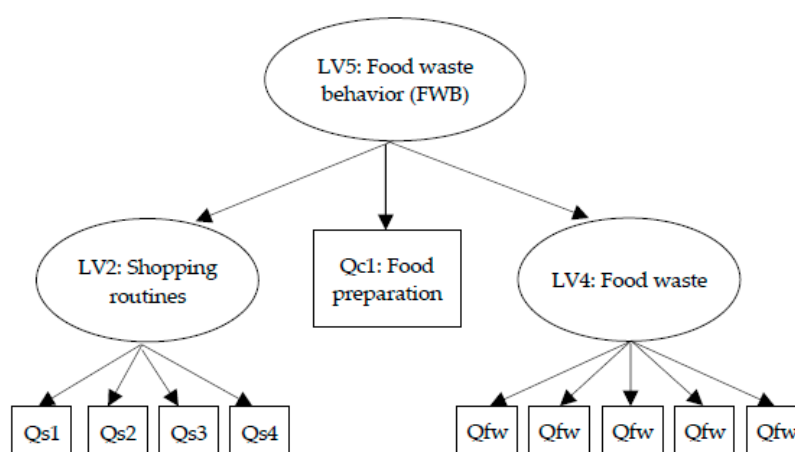 LV5: Food waste
behavior (FWB)
LV2: Shopping
routines
Qc1: Food
preparation
LV4: Food waste
Qs1 Qs2 Qs3 Qs4 Qfw Qfw Qfw Qfw Qfw